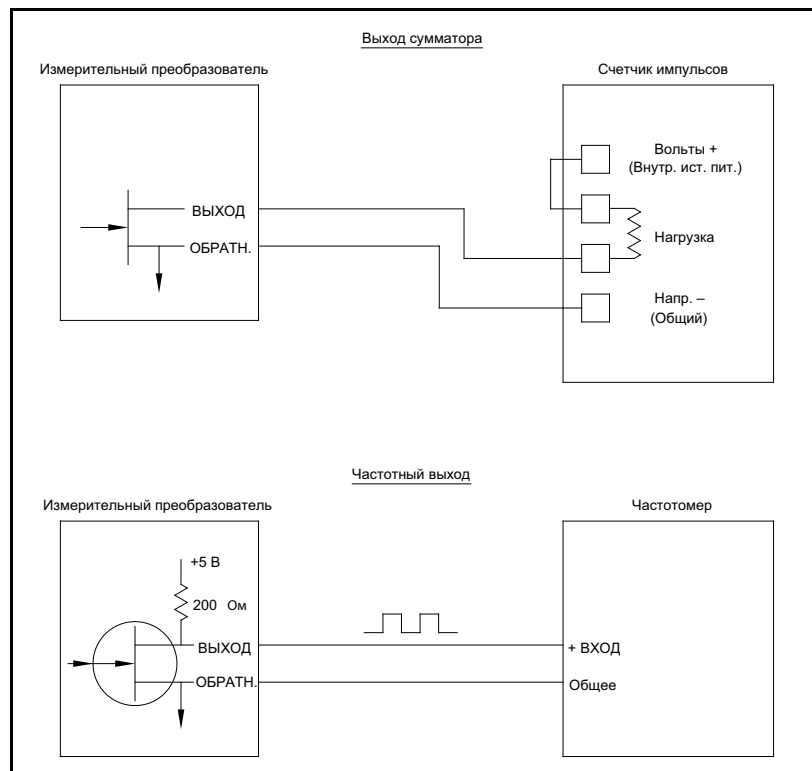 Выход сумматора
Измерительный преобразователь
Счетчик импульсов
Вольты +
(Внутр. ист. пит.)
ВЫХОД
Нагрузка
ОБРАТН.
Напр. –
(Общий)
Частотный выход
Измерительный преобразователь
Частотомер
+5 В
200 Ом
ВЫХОД
+ ВХОД
ОБРАТН.
Общее